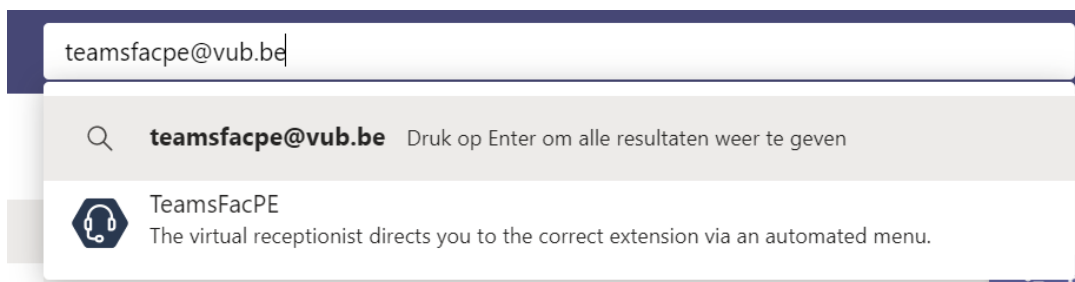 teamsfacpe@vub.be
teamsfacpe@vub.be Druk op Enter om alle resultaten weer te geven
TeamsFacPE
The virtual receptionist directs you to the correct extension via an automated menu.